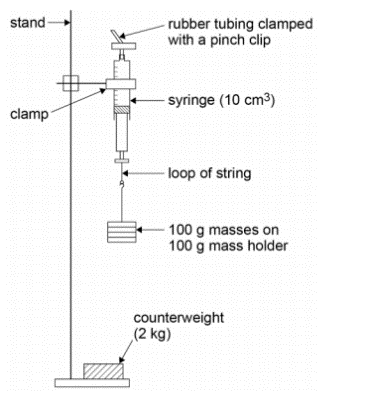 stand
rubber tubing clamped
with a pinch clip
clamp
syringe (10 cm³)
loop of string
100 g masses on
100 g mass holder
counterweight
(2 kg)